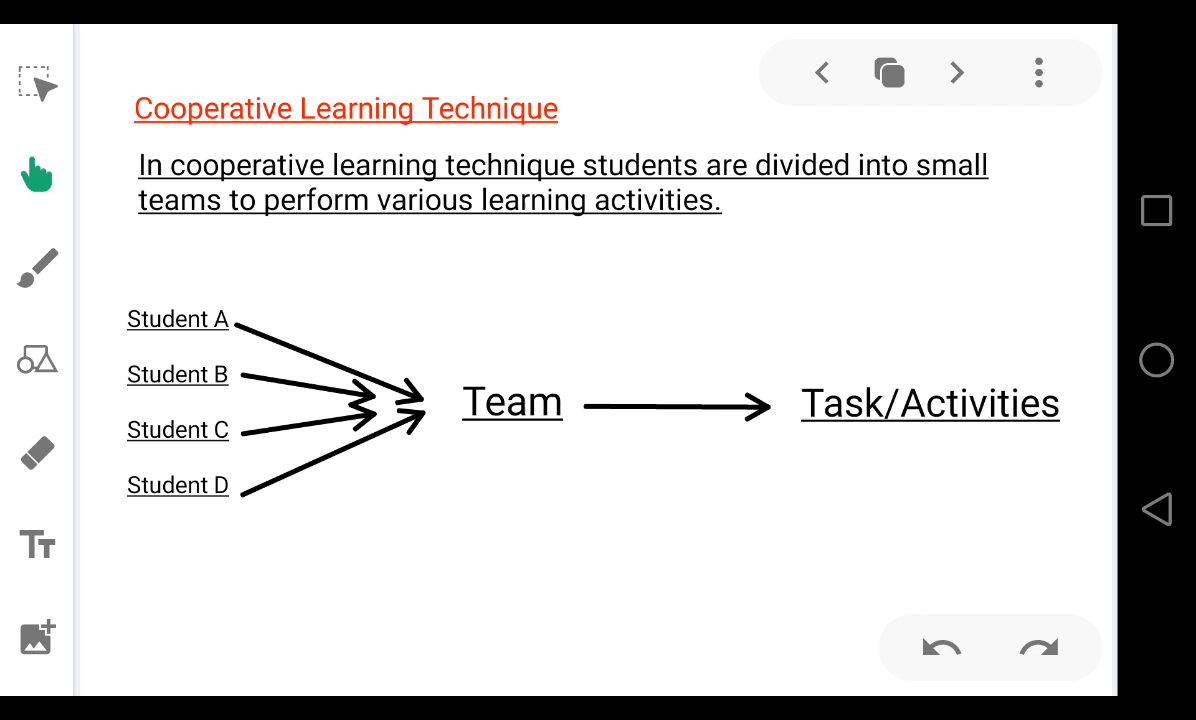 Cooperative Learning Technique
In cooperative learning technique students are divided into small
teams to perform various learning activities.
Student A
Student B
Student C
Student D
Team
Task/Activities
Tт